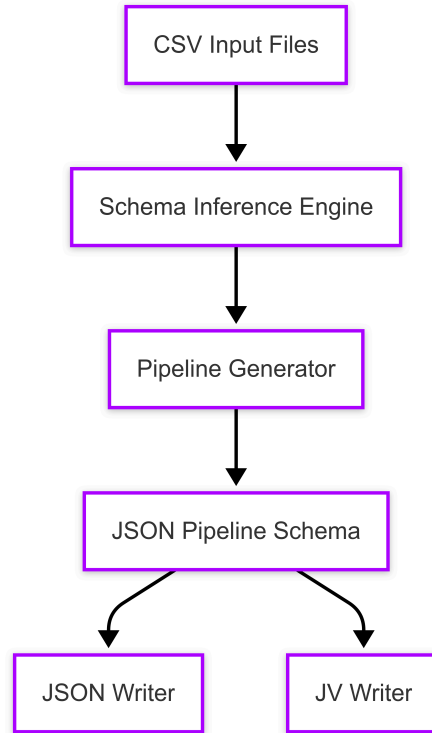 CSV Input Files
Schema Inference Engine
Pipeline Generator
JSON Pipeline Schema
JSON Writer
JV Writer